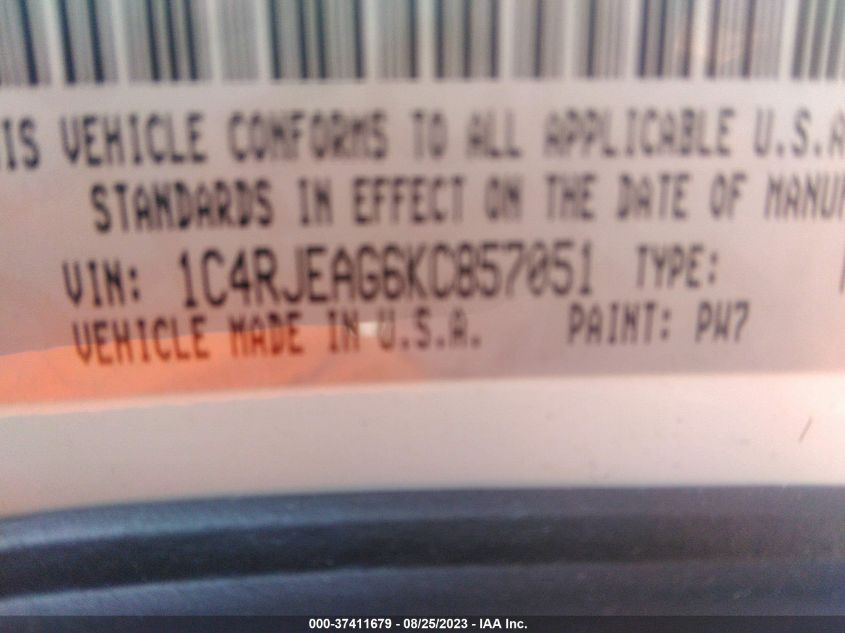 IS VEHICLE CONFORMS TO ALL APPLICABLE U.S.A
STANDARDS IN EFFECT ON THE DATE OF MANUF
VIN: 1C4RJEAG6KC857051 TYPE:
VEHICLE MADE IN U.S.A. PAINT: PW7
000-37411679 - 08/25/2023 - IAA Inc.